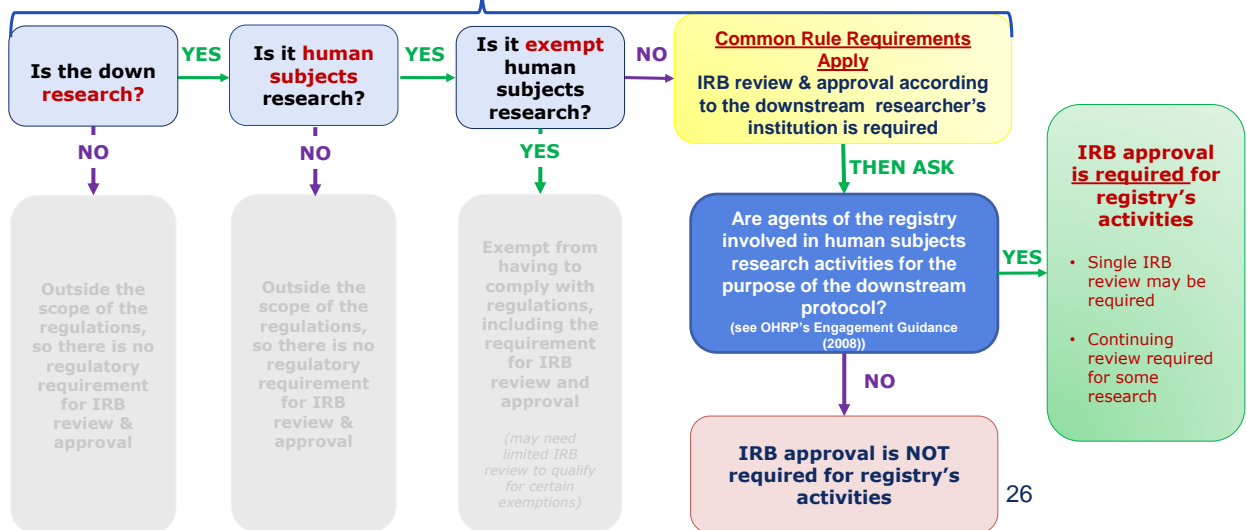 Is the down
research?
YES
NO
Outside the
scope of the
regulations,
so there is no
regulatory
requirement
for IRB
review &
approval
Is it human
subjects
research?
YES
NO
Outside the
scope of the
regulations,
so there is no
regulatory
requirement
for IRB
review &
approval
Is it exempt
human
subjects
research?
NO
YES
Exempt from
having to
comply with
regulations,
including the
requirement
for IRB
review and
approval
(may need
limited IRB
review to qualify
for certain
exemptions)
Common Rule Requirements
Apply
IRB review & approval according
to the downstream researcher's
institution is required
THEN ASK
Are agents of the registry
involved in human subjects
research activities for the
purpose of the downstream
protocol?
(see OHRP's Engagement Guidance
(2008))
YES
NO
IRB approval is NOT
required for registry's
activities
IRB approval
is required for
registry's
activities
• Single IRB
review may be
required
• Continuing
review required
for some
research
26